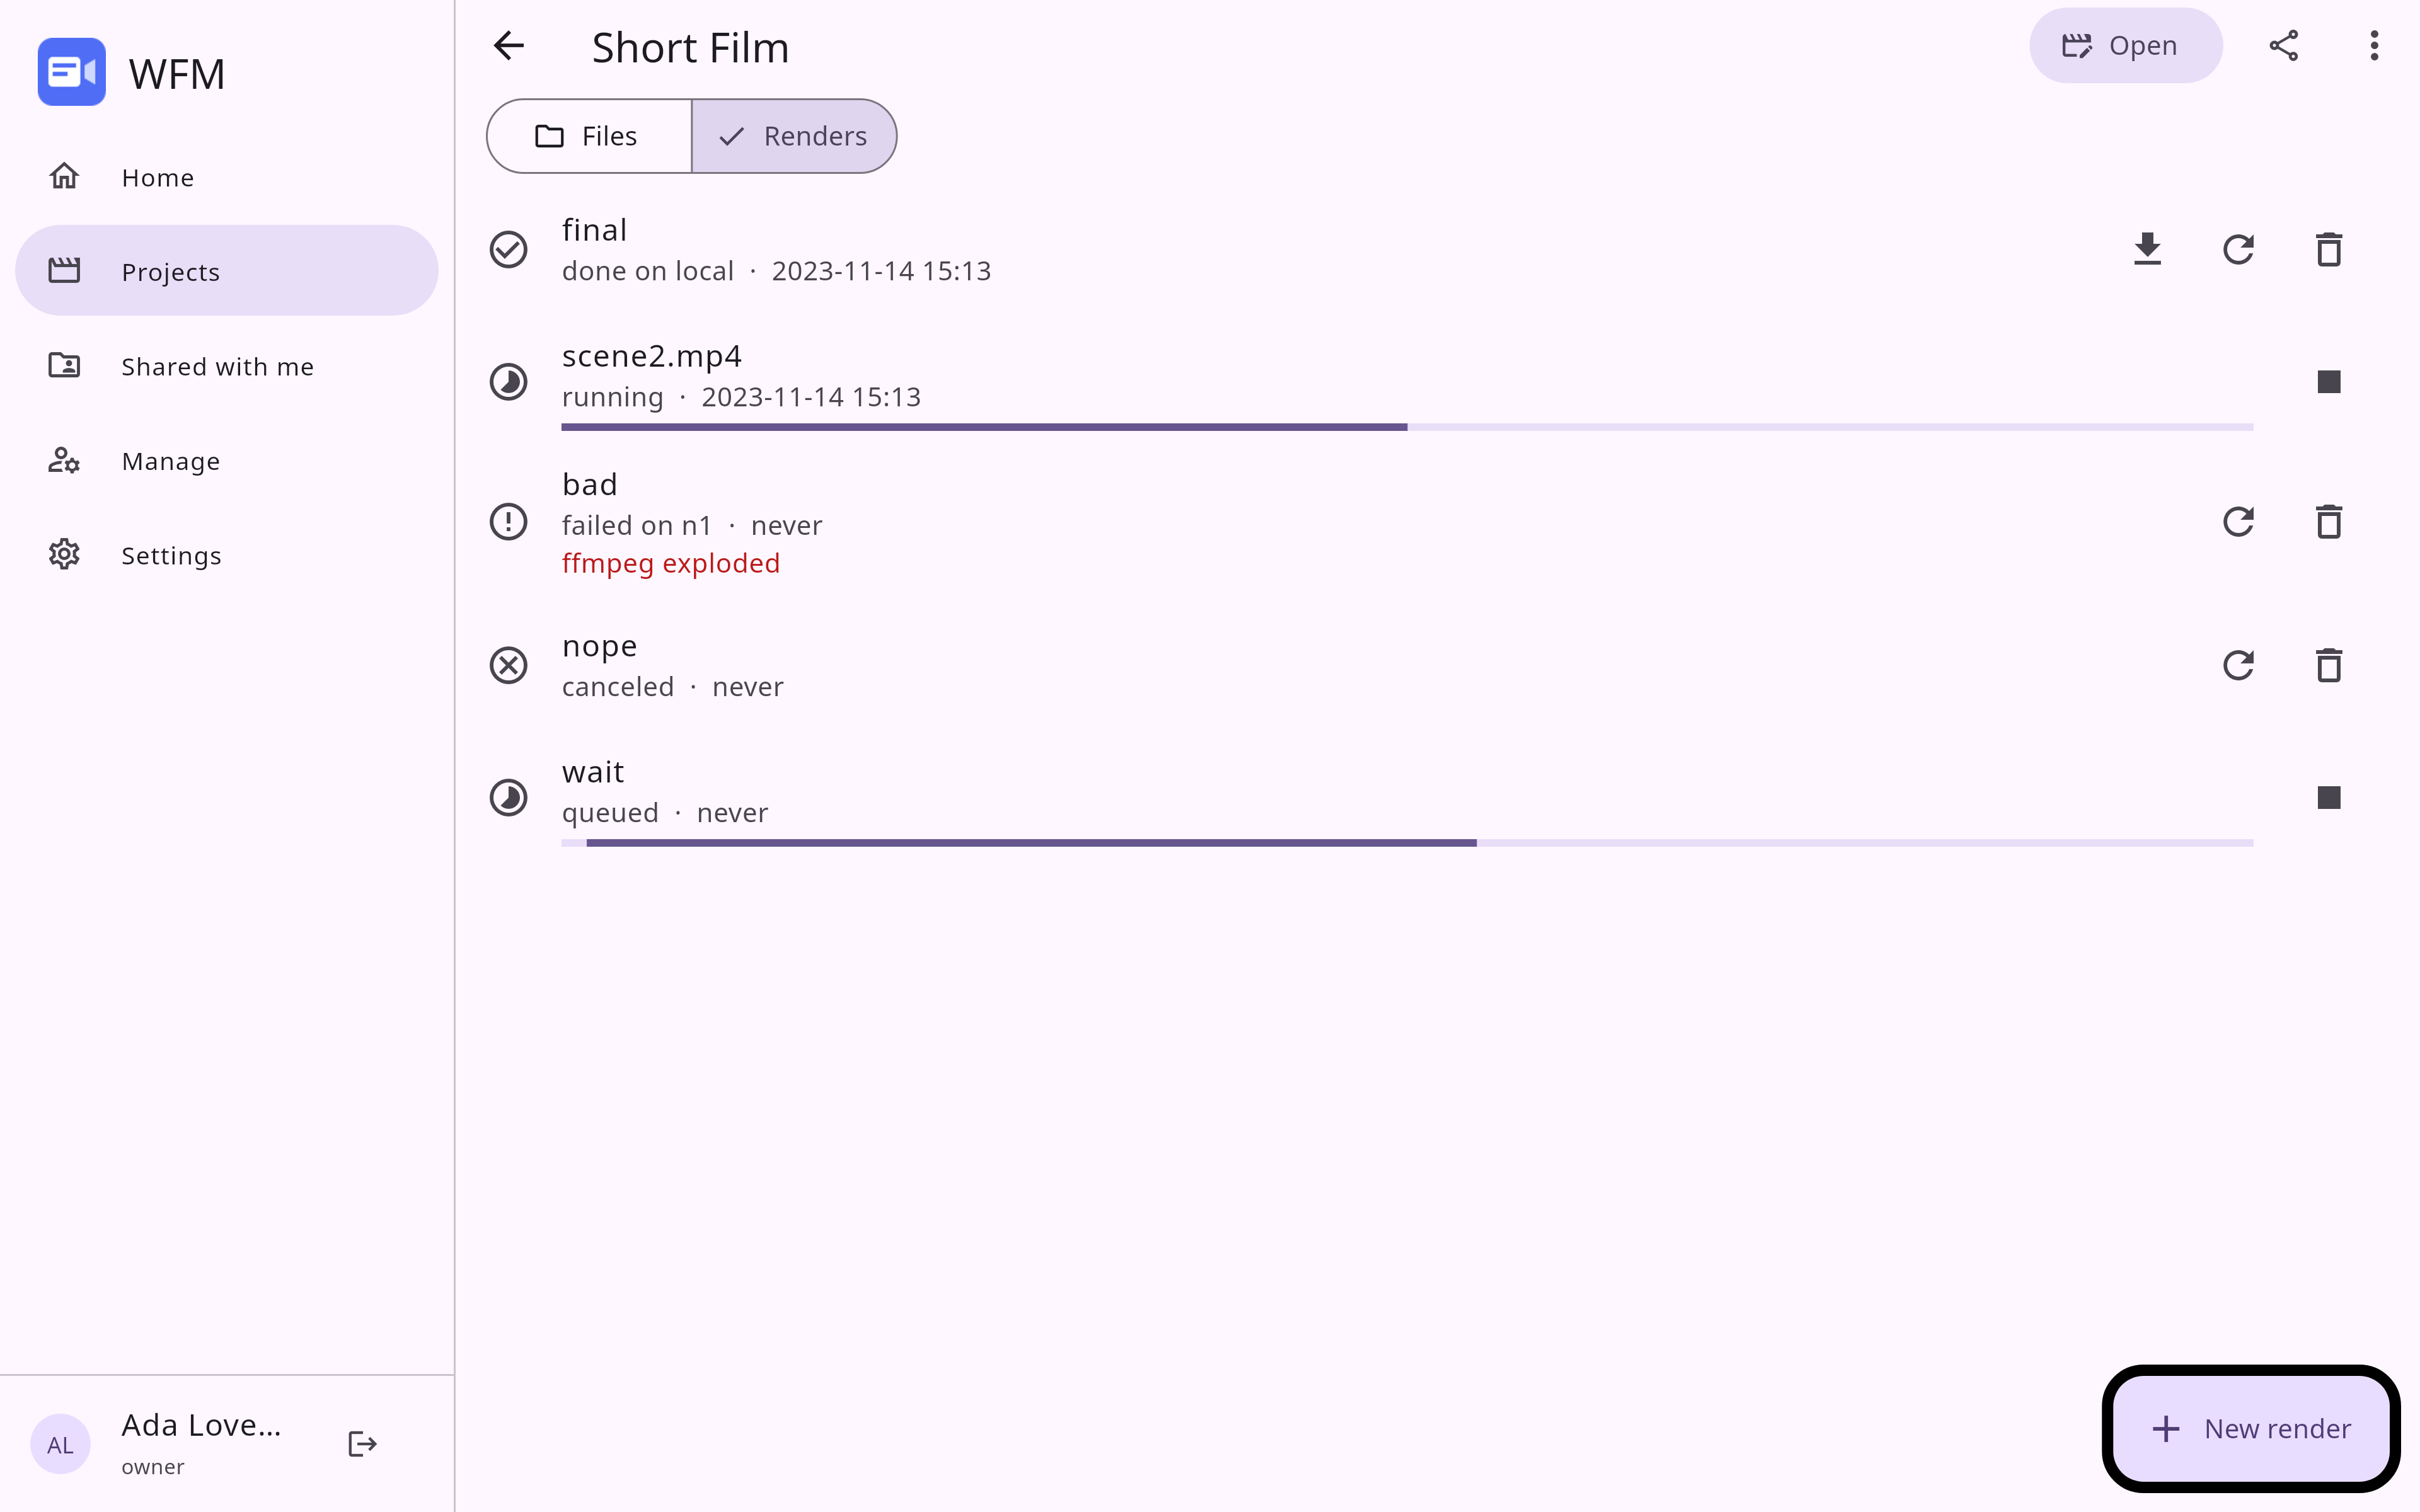 WFM
Home
Projects
Shared with me
Manage
Settings
AL
Ada Love…
owner
Short Film
Open
Files
Renders
final
done on local · 2023-11-14 15:13
scene2.mp4
running · 2023-11-14 15:13
bad
failed on n1 · never
ffmpeg exploded
nope
canceled · never
wait
queued · never
New render